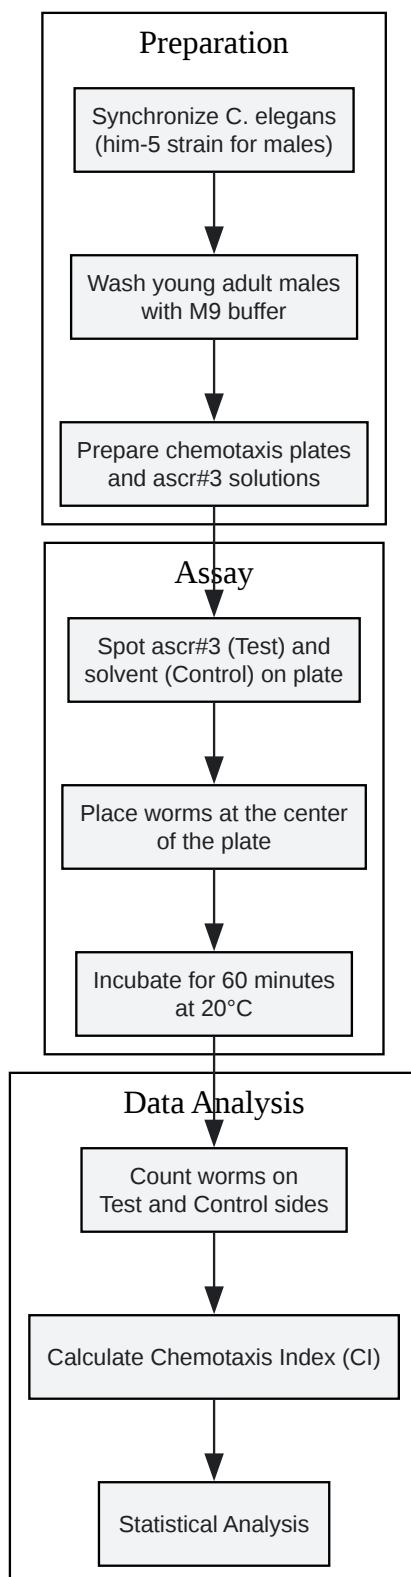 Preparation
Synchronize C. elegans
(him-5 strain for males)
Wash young adult males
with M9 buffer
Prepare chemotaxis plates
and ascr#3 solutions
Assay
Spot ascr#3 (Test) and
solvent (Control) on plate
Place worms at the center
of the plate
Incubate for 60 minutes
at 20°C
Data Analysis
Count worms on
Test and Control sides
Calculate Chemotaxis Index (CI)
Statistical Analysis